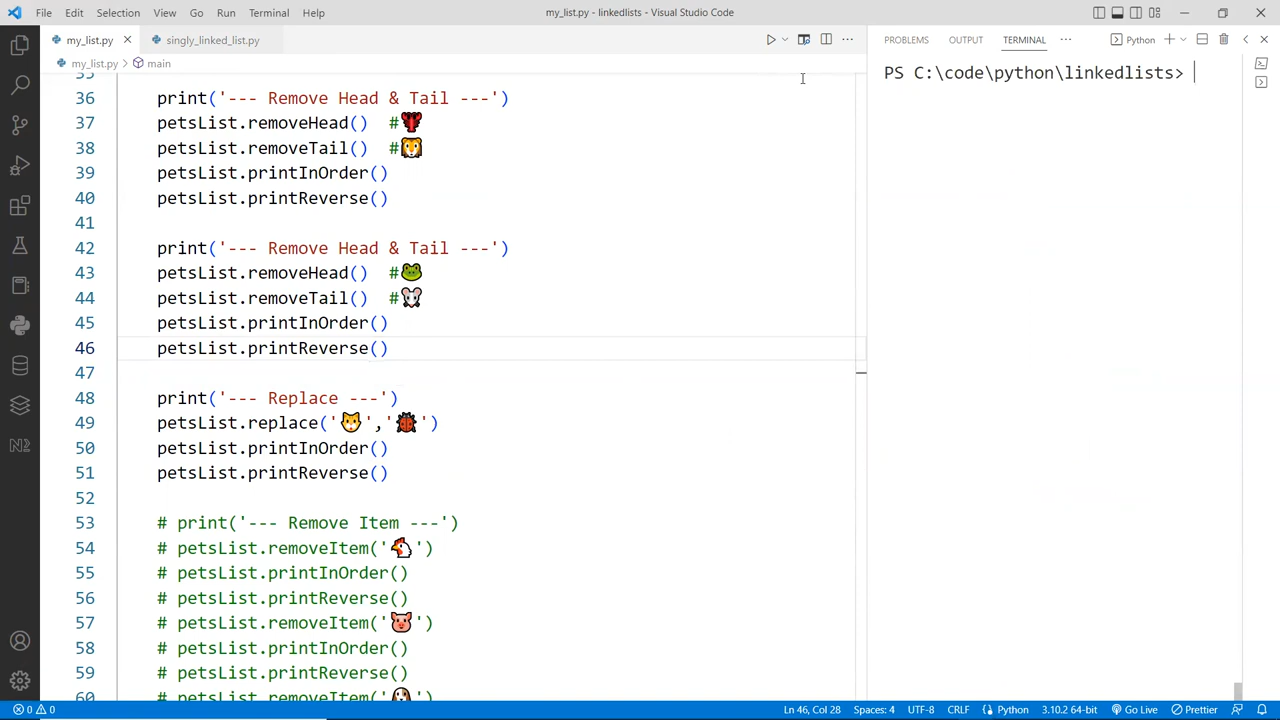 File Edit Selection View Go Run Terminal Help my_list.py - linkedlists - Visual Studio Code
my_list.py singly_linked_list.py
my_list.py > main
PROBLEMS OUTPUT TERMINAL Python
PS C:\code\python\linkedlists>
35
36 print('--- Remove Head & Tail ---')
37 petsList.removeHead() #🦞
38 petsList.removeTail() #🦁
39 petsList.printInOrder()
40 petsList.printReverse()
41
42 print('--- Remove Head & Tail ---')
43 petsList.removeHead() #🐸
44 petsList.removeTail() #🐭
45 petsList.printInOrder()
46 petsList.printReverse()
47
48 print('--- Replace ---')
49 petsList.replace('🐱','🐞')
50 petsList.printInOrder()
51 petsList.printReverse()
52
53 # print('--- Remove Item ---')
54 # petsList.removeItem('🐔')
55 # petsList.printInOrder()
56 # petsList.printReverse()
57 # petsList.removeItem('🐷')
58 # petsList.printInOrder()
59 # petsList.printReverse()
60 # petsList.removeItem('🐶')
0 0 Ln 46, Col 28 Spaces: 4 UTF-8 CRLF Python 3.10.2 64-bit Go Live Prettier